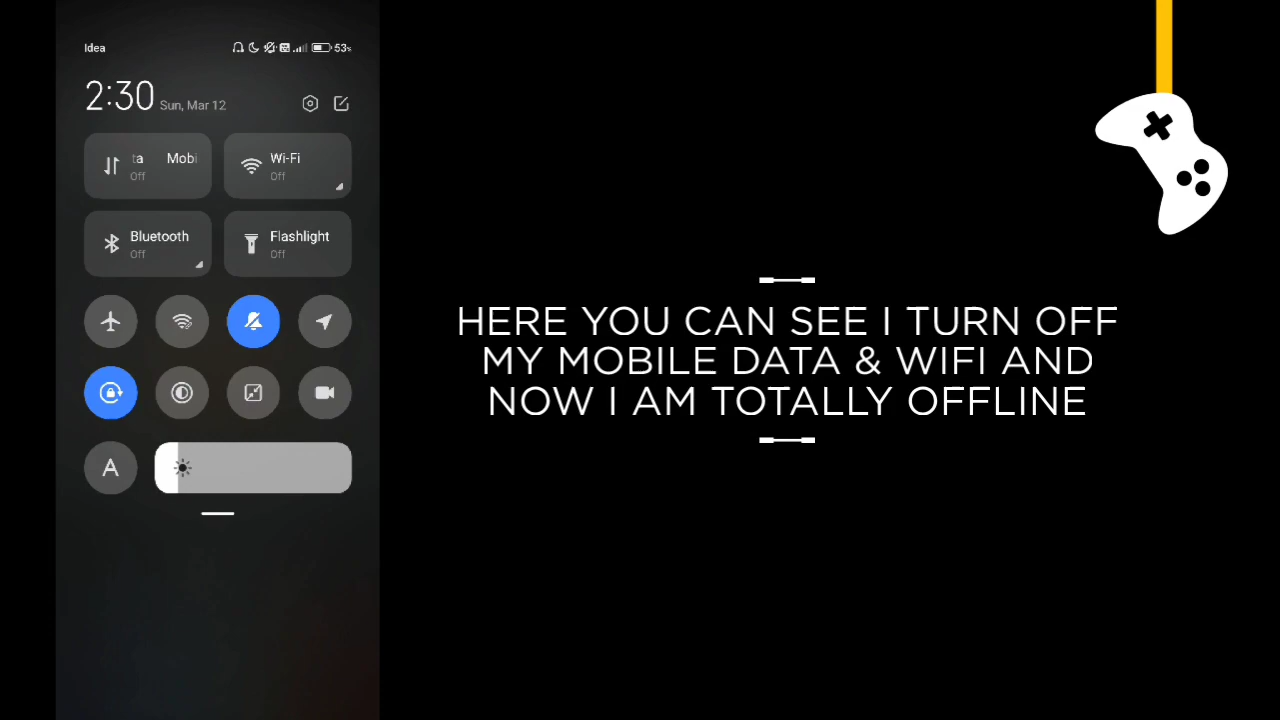 Idea
53%
2:30 Sun, Mar 12
ta Mobi
Off
Wi-Fi
Off
Bluetooth
Off
Flashlight
Off
A
HERE YOU CAN SEE I TURN OFF
MY MOBILE DATA & WIFI AND
NOW I AM TOTALLY OFFLINE